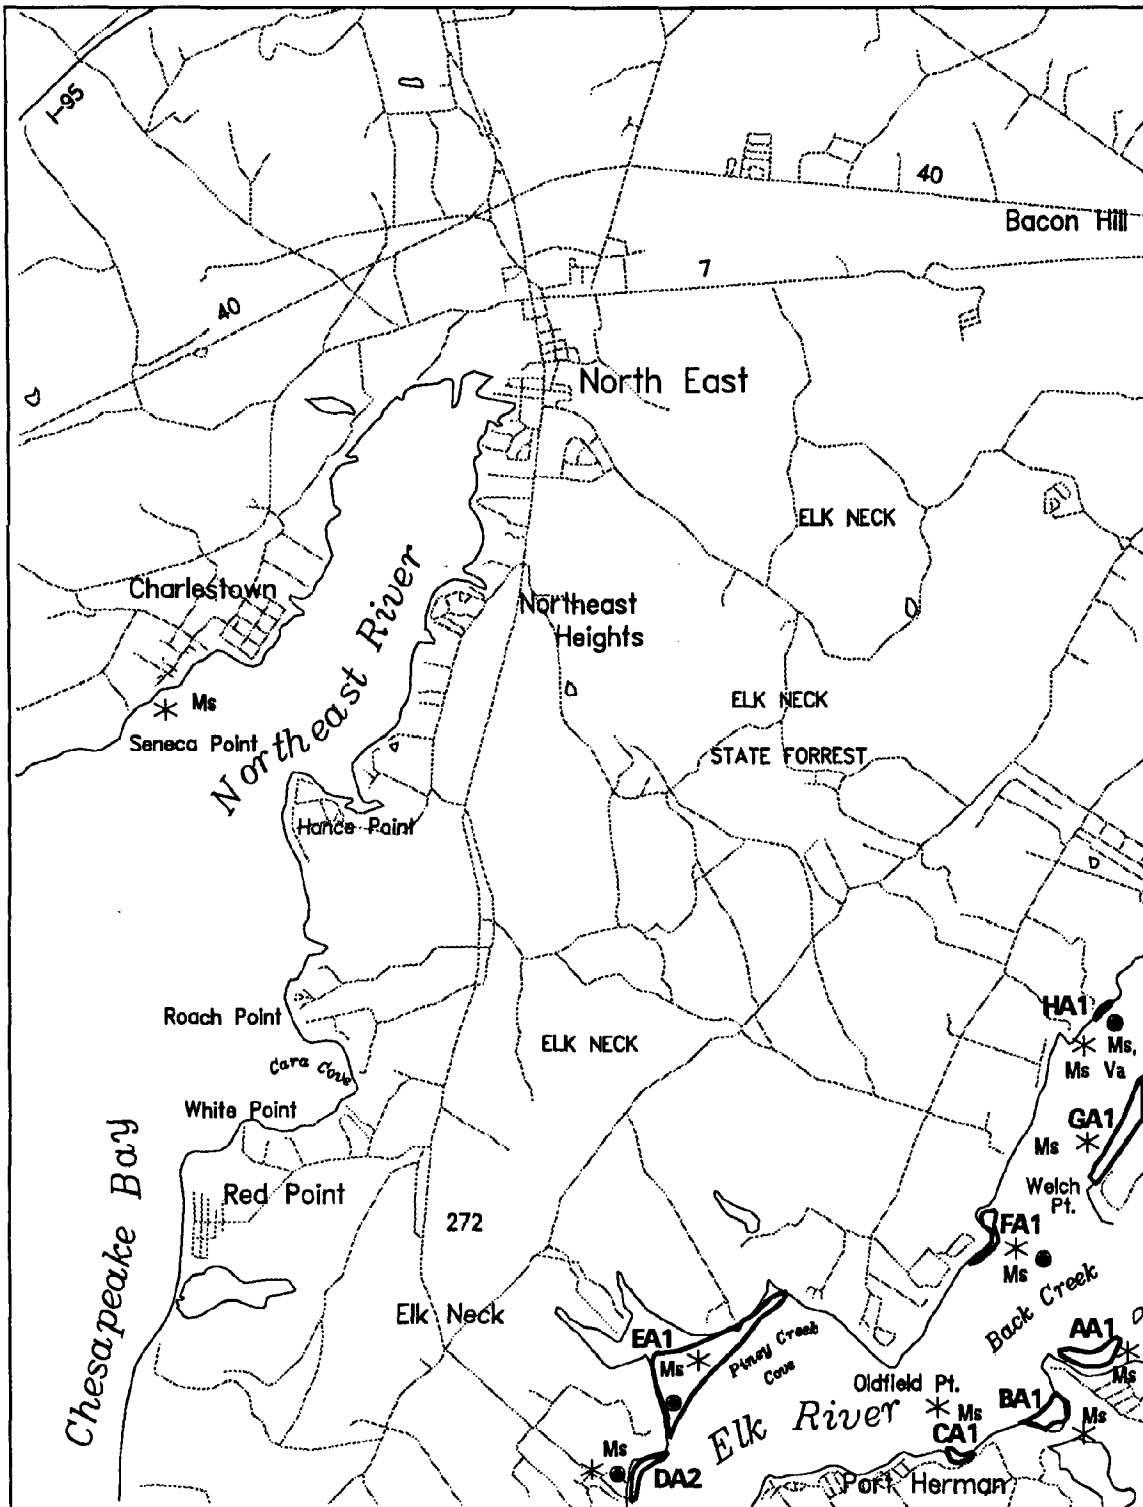 I-95
40
Bacon Hill
7
40
North East
ELK NECK
Charlestown
Northeast
Heights
Northeast River
ELK NECK
Ms
Seneca Point
STATE FORREST
Hance Point
HA1
Roach Point
Ms,
ELK NECK
Cara Cove
Ms Va
White Point
GA1
Ms
Welch
Pt.
Red Point
272
FA1
Ms
Chesapeake Bay
Back Creek
Elk Neck
AA1
EA1
Ms
Piney Creek
Cove
Ms
Oldfield Pt.
BA1
Elk River
Ms
Ms
CA1
Ms
DA2
Port Herman